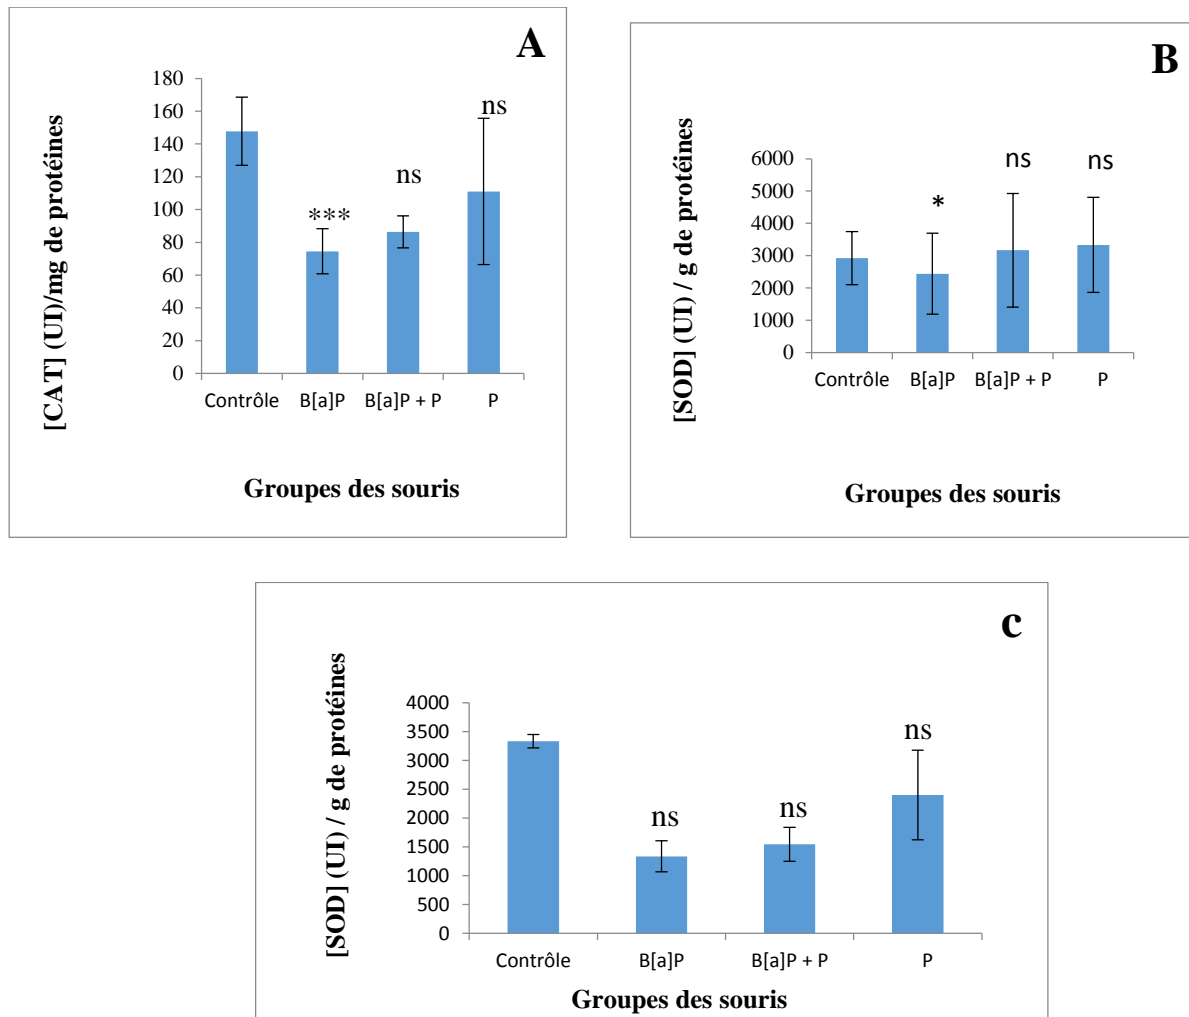 A
[CAT] (UI)/mg de protéines
180
160
140
120
100
80
60
40
20
0
***
ns
ns
Contrôle B[a]P B[a]P + P P
Groupes des souris
B
[SOD] (UI) / g de protéines
6000
5000
4000
3000
2000
1000
0
*
ns
ns
Contrôle B[a]P B[a]P + P P
Groupes des souris
c
[SOD] (UI) / g de protéines
4000
3500
3000
2500
2000
1500
1000
500
0
ns
ns
ns
Contrôle B[a]P B[a]P + P P
Groupes des souris